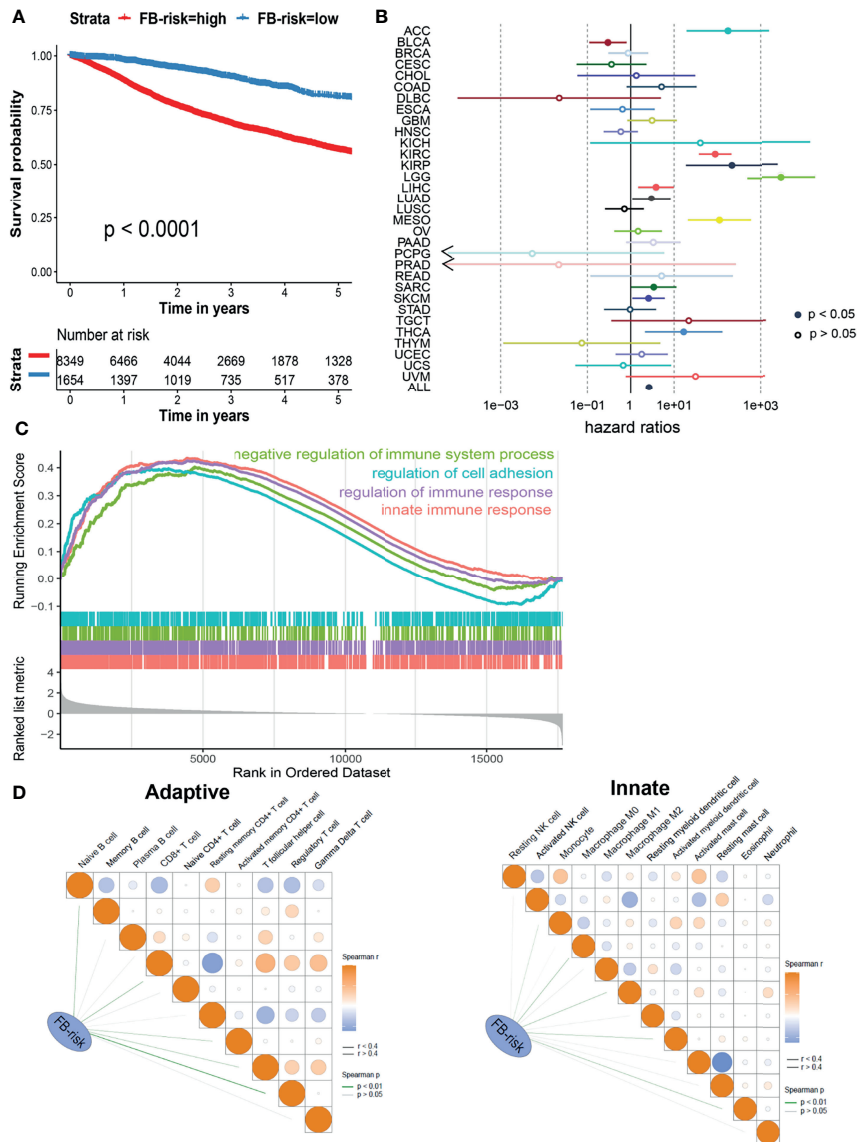 A
Strata FB-risk=high FB-risk=low
Survival probability
1.00
0.75
0.50
0.25
0.00
p < 0.0001
0 1 2 3 4 5
Time in years
Number at risk
Strata
8349 6466 4044 2669 1878 1328
1654 1397 1019 735 517 378
0 1 2 3 4 5
Time in years
B
ACC
BLCA
BRCA
CESC
CHOL
COAD
DLBC
ESCA
GBM
HNSC
KICH
KIRC
KIRP
LGG
LIHC
LUAD
LUSC
MESO
OV
PAAD
PCPG
PRAD
READ
SARC
SKCM
STAD
TGCT
THCA
THYM
UCEC
UCS
UVM
ALL
p < 0.05
p > 0.05
1e−03 1e−01 1 1e+01 1e+03
hazard ratios
C
Running Enrichment Score
0.4
0.3
0.2
0.1
0.0
−0.1
negative regulation of immune system process
regulation of cell adhesion
regulation of immune response
innate immune response
Ranked list metric
4
2
0
−2
5000 10000 15000
Rank in Ordered Dataset
D
Adaptive
Naive B cell
Memory B cell
Plasma B cell
CD8+ T cell
Naive CD4+ T cell
Resting memory CD4+ T cell
Activated memory CD4+ T cell
T follicular helper cell
Regulatory T cell
Gamma Delta T cell
FB-risk
Spearman r
r < 0.4
r > 0.4
Spearman p
p < 0.01
p > 0.05
Innate
Resting NK cell
Activated NK cell
Monocyte
Macrophage M0
Macrophage M1
Macrophage M2
Resting myeloid dendritic cell
Activated myeloid dendritic cell
Activated mast cell
Resting mast cell
Eosinophil
Neutrophil
FB-risk
Spearman r
r < 0.4
r > 0.4
Spearman p
p < 0.01
p > 0.05